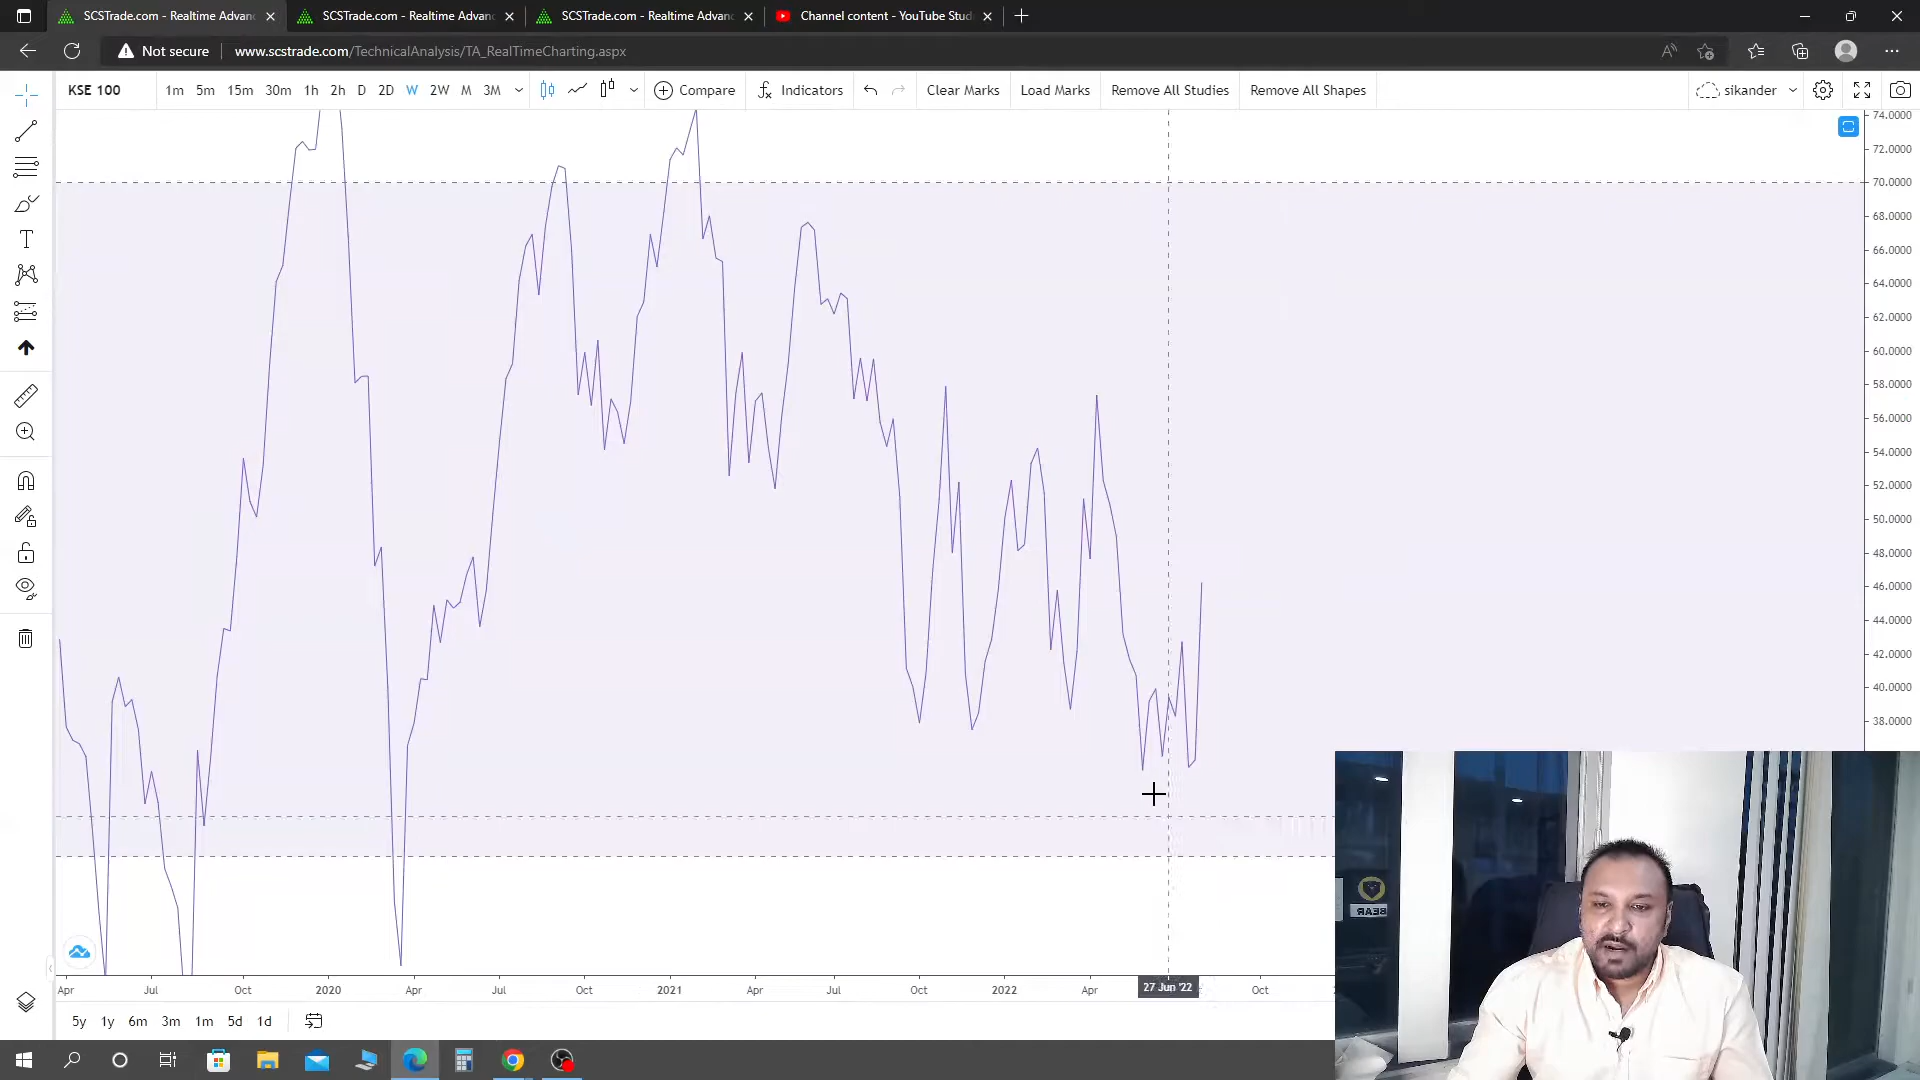 SCSTrade.com - Realtime Advanc
SCSTrade.com - Realtime Advanc
SCSTrade.com - Realtime Advanc
Channel content - YouTube Studi
Not secure
www.scstrade.com/TechnicalAnalysis/TA_RealTimeCharting.aspx
KSE 100
1m 5m 15m 30m 1h 2h D 2D W 2W M 3M
Compare
Indicators
Clear Marks
Load Marks
Remove All Studies
Remove All Shapes
sikander
74.0000
72.0000
70.0000
68.0000
66.0000
64.0000
62.0000
60.0000
58.0000
56.0000
54.0000
52.0000
50.0000
48.0000
46.0000
44.0000
42.0000
40.0000
38.0000
BEAR
Apr Jul Oct 2020 Apr Jul Oct 2021 Apr Jul Oct 2022 Apr 27 Jun '22 Oct
5y 1y 6m 3m 1m 5d 1d